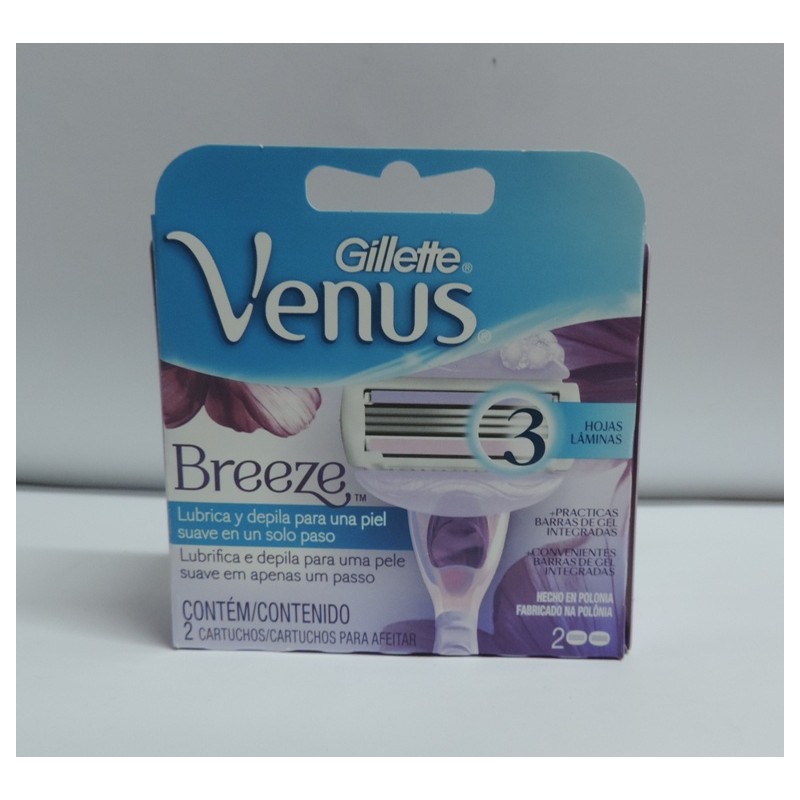 Gillette®
Venus®
3
HOJAS
LÂMINAS
Breeze™
Lubrica y depila para una piel
suave en un solo paso
Lubrifica e depila para uma pele
suave em apenas um passo
+PRACTICAS
BARRAS DE GEL
INTEGRADAS
+CONVENIENTES
BARRAS DE GEL
INTEGRADAS
HECHO EN POLONIA
FABRICADO NA POLÔNIA
CONTÉM/CONTENIDO
2 CARTUCHOS/CARTUCHOS PARA AFEITAR
2